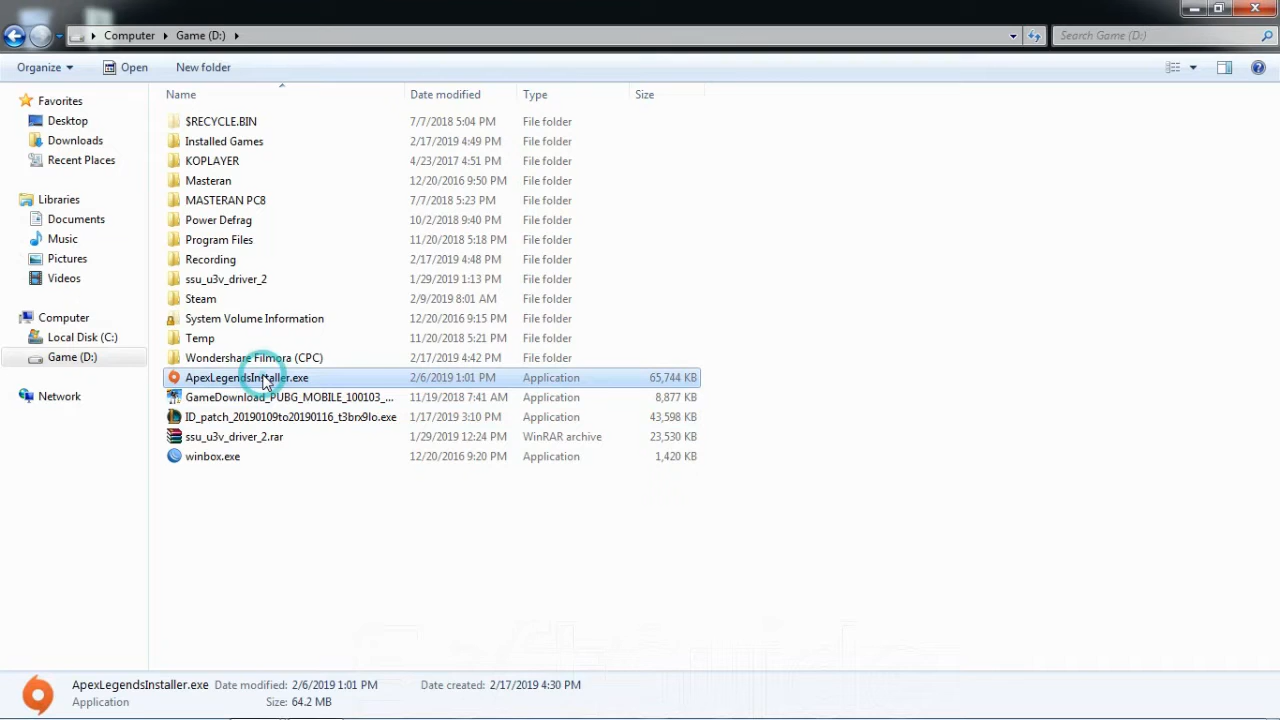 Computer Game (D:) Search Game (D:)
Organize Open New folder
Name Date modified Type Size
Favorites
Desktop
Downloads
Recent Places
Libraries
Documents
Music
Pictures
Videos
Computer
Local Disk (C:)
Game (D:)
Network
$RECYCLE.BIN 7/7/2018 5:04 PM File folder
Installed Games 2/17/2019 4:49 PM File folder
KOPLAYER 4/23/2017 4:51 PM File folder
Masteran 12/20/2016 9:50 PM File folder
MASTERAN PC8 7/7/2018 5:23 PM File folder
Power Defrag 10/2/2018 9:40 PM File folder
Program Files 11/20/2018 5:18 PM File folder
Recording 2/17/2019 4:48 PM File folder
ssu_u3v_driver_2 1/29/2019 1:13 PM File folder
Steam 2/9/2019 8:01 AM File folder
System Volume Information 12/20/2016 9:15 PM File folder
Temp 11/20/2018 5:21 PM File folder
Wondershare Filmora (CPC) 2/17/2019 4:42 PM File folder
ApexLegendsInstaller.exe 2/6/2019 1:01 PM Application 65,744 KB
GameDownload_PUBG_MOBILE_100103_... 11/19/2018 7:41 AM Application 8,877 KB
ID_patch_20190109to20190116_t3bnx9lo.exe 1/17/2019 3:10 PM Application 43,598 KB
ssu_u3v_driver_2.rar 1/29/2019 12:24 PM WinRAR archive 23,530 KB
winbox.exe 12/20/2016 9:20 PM Application 1,420 KB
ApexLegendsInstaller.exe Date modified: 2/6/2019 1:01 PM Date created: 2/17/2019 4:30 PM
Application Size: 64.2 MB